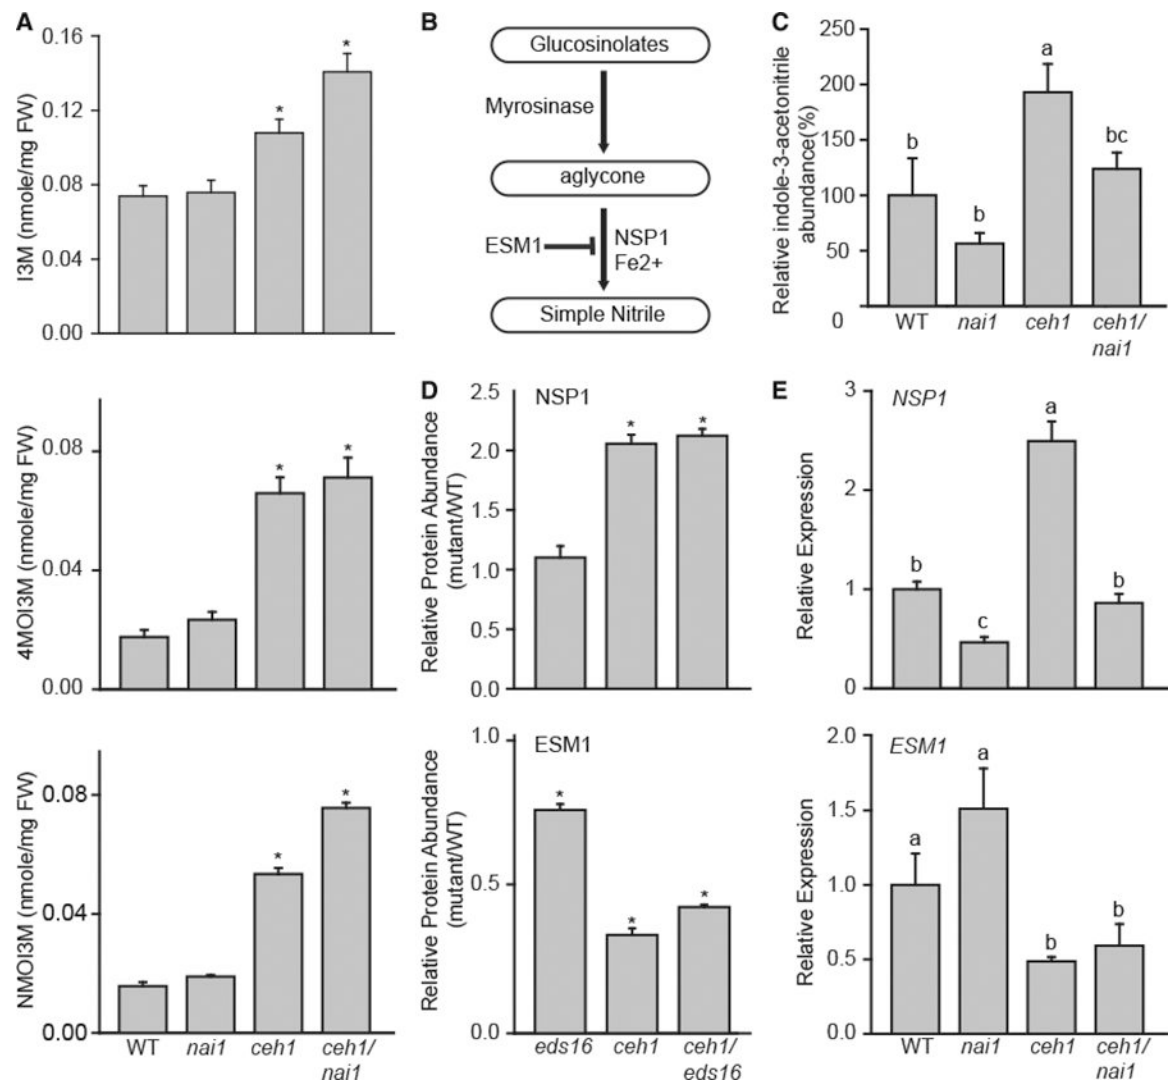 A
I3M (nmole/mg FW)
0.16
0.12
0.08
0.04
0.00
*
*
B
Glucosinolates
Myrosinase
aglycone
ESM1
NSP1
Fe2+
Simple Nitrile
C
Relative indole-3-acetonitrile
abundance(%)
250
200
150
100
50
0
b
b
a
bc
WT
nai1
ceh1
ceh1/
nai1
4MOI3M (nmole/mg FW)
0.08
0.04
0.00
*
*
D
NSP1
Relative Protein Abundance
(mutant/WT)
2.5
2.0
1.5
1.0
0.5
0.0
*
*
E
NSP1
Relative Expression
3
2
1
0
b
c
a
b
NMOI3M (nmole/mg FW)
0.08
0.04
0.00
*
*
WT
nai1
ceh1
ceh1/
nai1
ESM1
Relative Protein Abundance
(mutant/WT)
1.0
0.5
0.0
*
*
*
eds16
ceh1
ceh1/
eds16
ESM1
Relative Expression
2.0
1.5
1.0
0.5
0.0
a
a
b
b
WT
nai1
ceh1
ceh1/
nai1